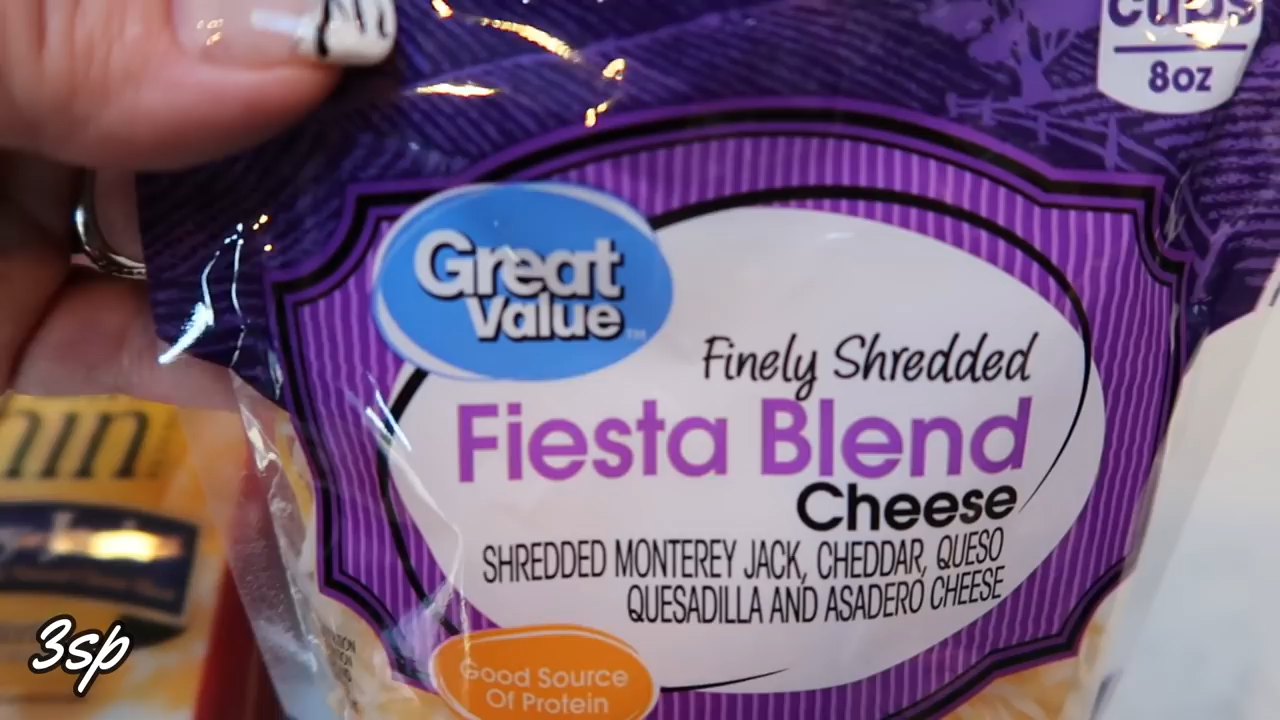 cups
8oz
Great
Value
Finely Shredded
Fiesta Blend
Cheese
SHREDDED MONTEREY JACK, CHEDDAR, QUESO
QUESADILLA AND ASADERO CHEESE
Good Source
Of Protein
3sp